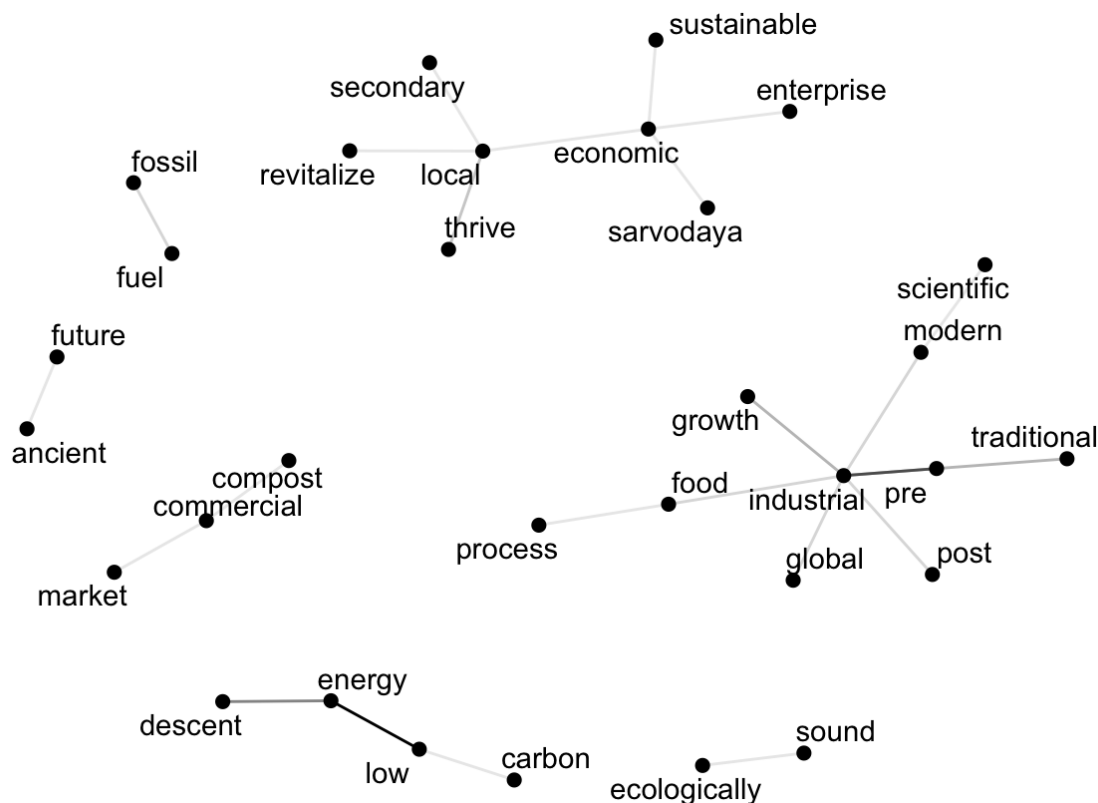 sustainable
secondary
enterprise
economic
fossil
revitalize
local
thrive
sarvodaya
fuel
scientific
future
modern
growth
traditional
ancient
compost
food
commercial
industrial
pre
process
global
post
market
energy
descent
sound
low
carbon
ecologically